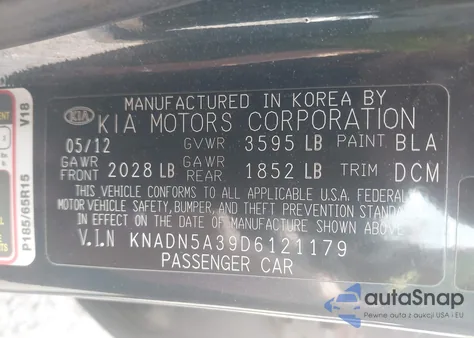 MANUFACTURED IN KOREA BY
KIA KIA MOTORS CORPORATION
05/12 GVWR 3595 LB PAINT BLA
GAWR FRONT 2028 LB GAWR REAR 1852 LB TRIM DCM
THIS VEHICLE CONFORMS TO ALL APPLICABLE U.S.A. FEDERAL
MOTOR VEHICLE SAFETY, BUMPER, AND THEFT PREVENTION STANDARD
IN EFFECT ON THE DATE OF MANUFACTURE SHOWN ABOVE.
V.I.N KNADN5A39D6121179
PASSENGER CAR
P185/65R15 V18
autoSnap
Pewne auta z aukcji USA i EU